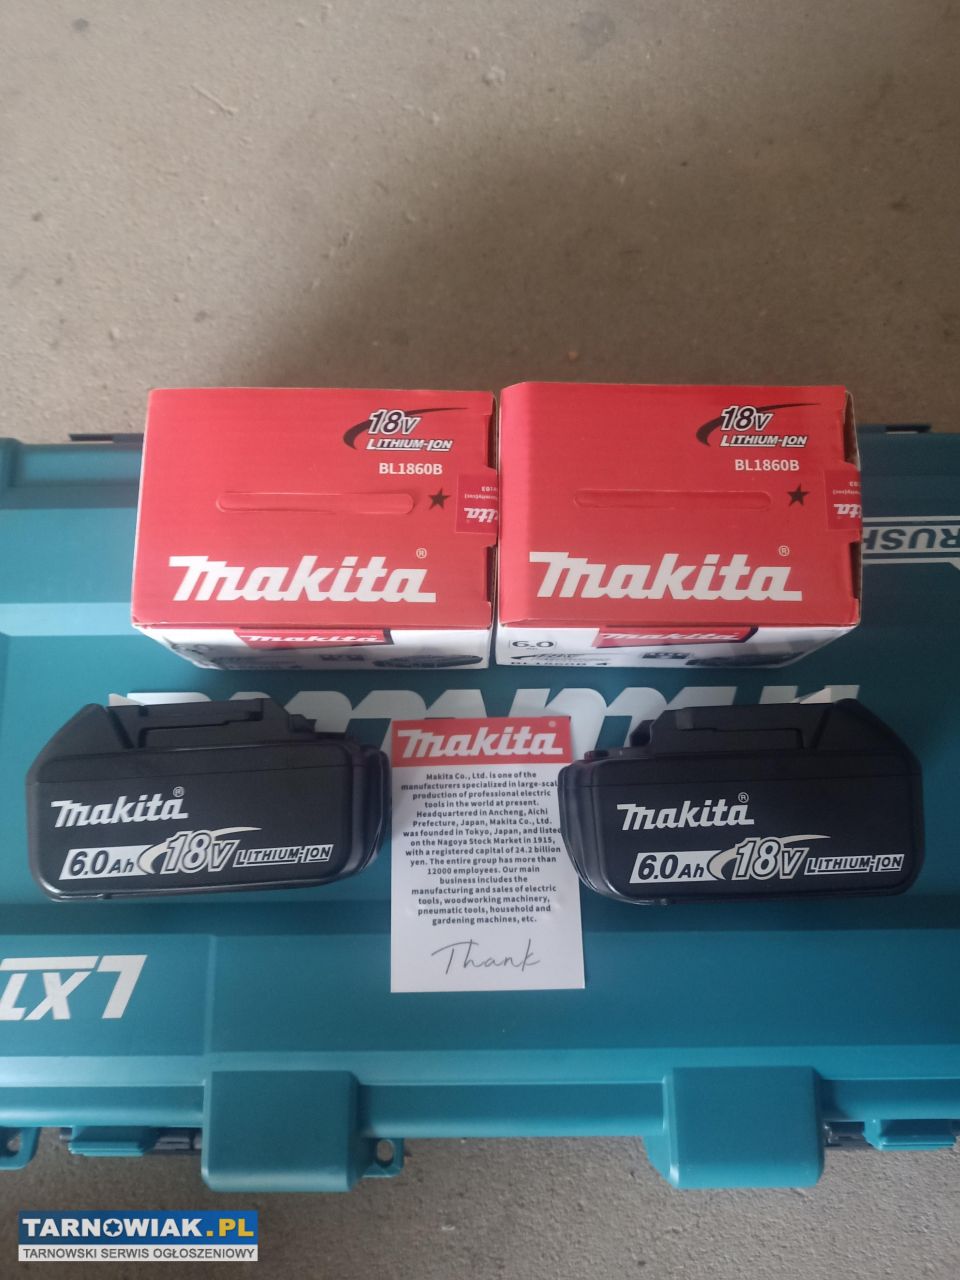 18V
LITHIUM-ION
BL1860B
makita®
18V
LITHIUM-ION
BL1860B
makita®
makita
6.0
makita
BL1860B
RUSH
makita®
6.0Ah 18V LITHIUM-ION
makita®
Makita Co., Ltd. is one of the
manufacturers specialized in large-scal
production of professional electric
tools in the world at present.
Headquartered in Ancheng, Aichi
Prefecture, Japan, Makita Co., Ltd.
was founded in Tokyo, Japan, and listed
on the Nagoya Stock Market in 1915,
with a registered capital of 24.2 billion
yen. The entire group has more than
12000 employees. Our main
business includes the
manufacturing and sales of electric
tools, woodworking machinery,
pneumatic tools, household and
gardening machines, etc.
Thank
makita®
6.0Ah 18V LITHIUM-ION
LXT
TARNOWIAK.PL
TARNOWSKI SERWIS OGŁOSZENIOWY